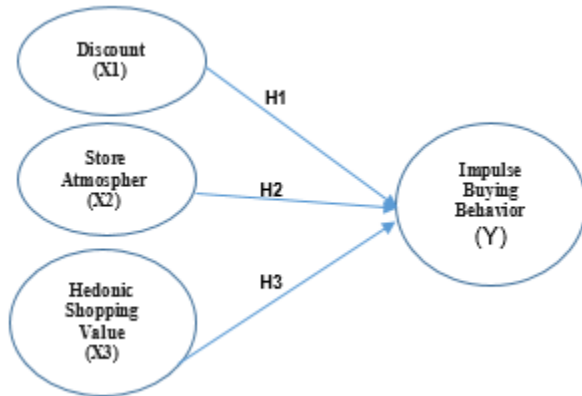 Discount
(X1)
H1
Store
Atmospher
(X2)
H2
Impulse
Buying
Behavior
(Y)
Hedonic
Shopping
Value
(X3)
H3